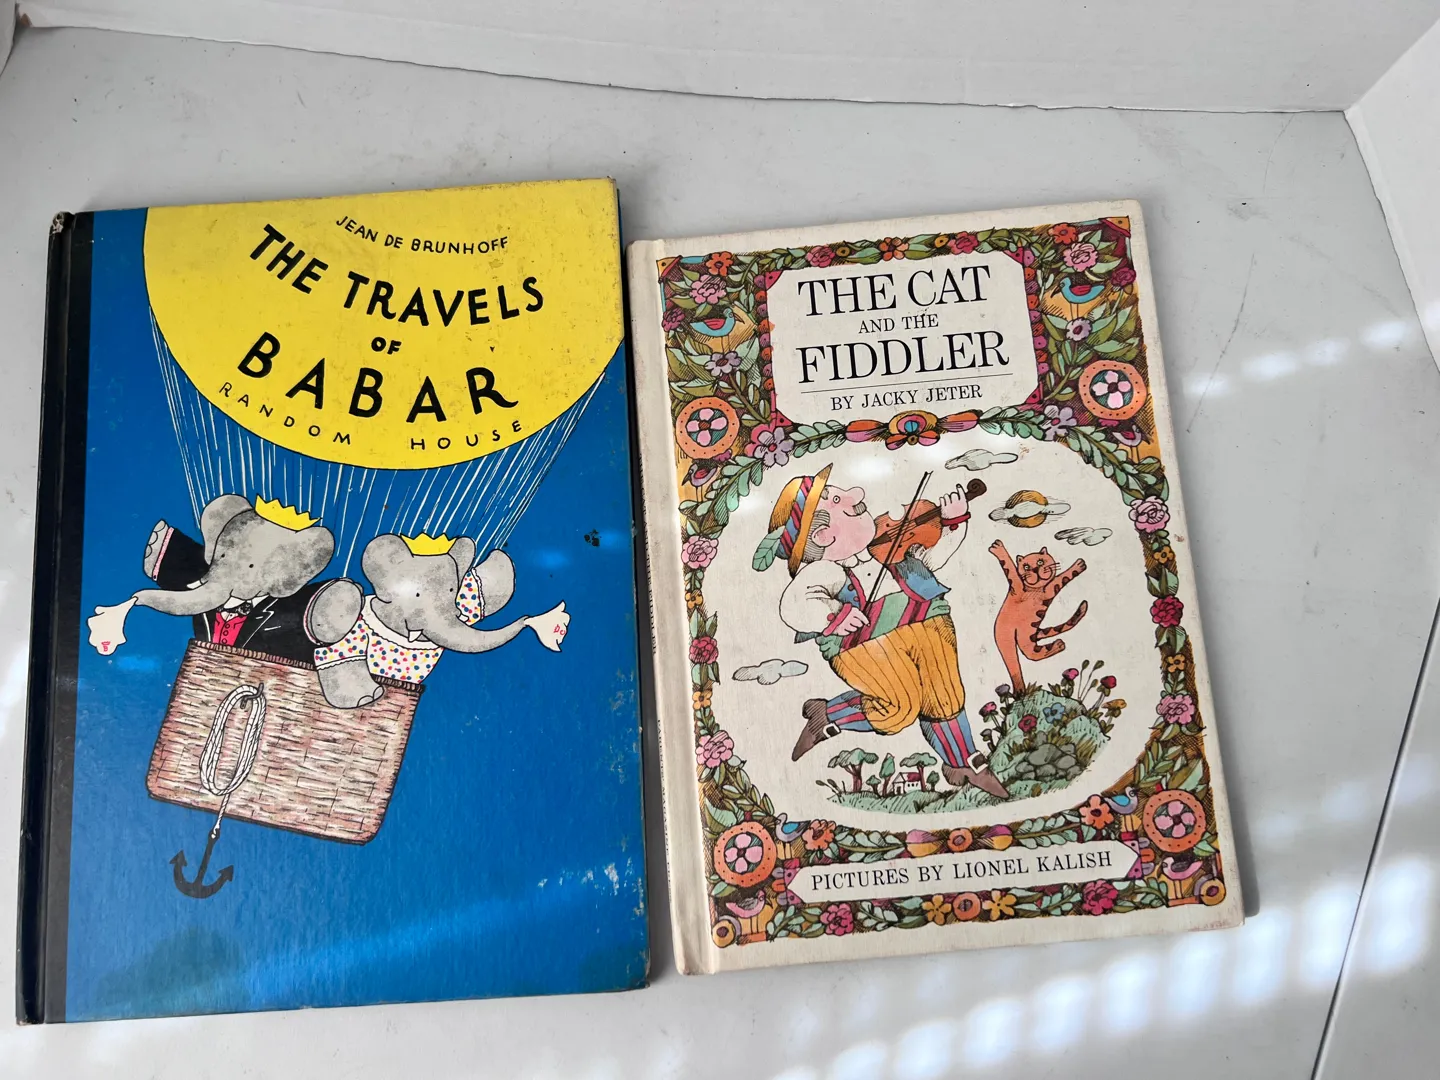 JEAN DE BRUNHOFF
THE TRAVELS
OF
BABAR
RANDOM HOUSE
THE CAT
AND THE
FIDDLER
BY JACKY JETER
PICTURES BY LIONEL KALISH